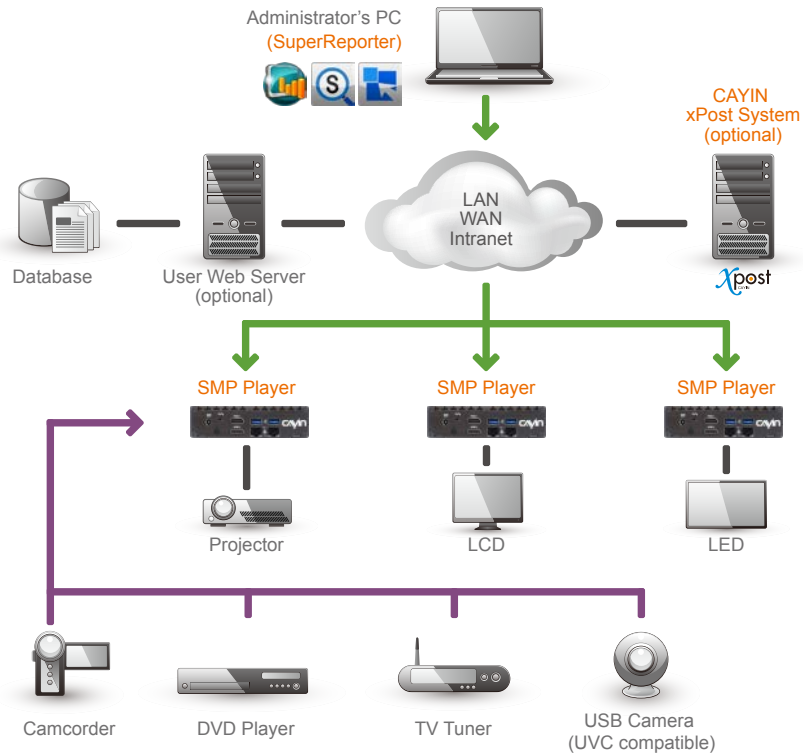 Administrator's PC
(SuperReporter)
S
CAYIN
xPost System
(optional)
LAN
WAN
Intranet
Database
User Web Server
(optional)
Xpost
CAYIN
SMP Player
SMP Player
SMP Player
CAYIN
CAYIN
CAYIN
Projector
LCD
LED
Camcorder
DVD Player
TV Tuner
USB Camera
(UVC compatible)